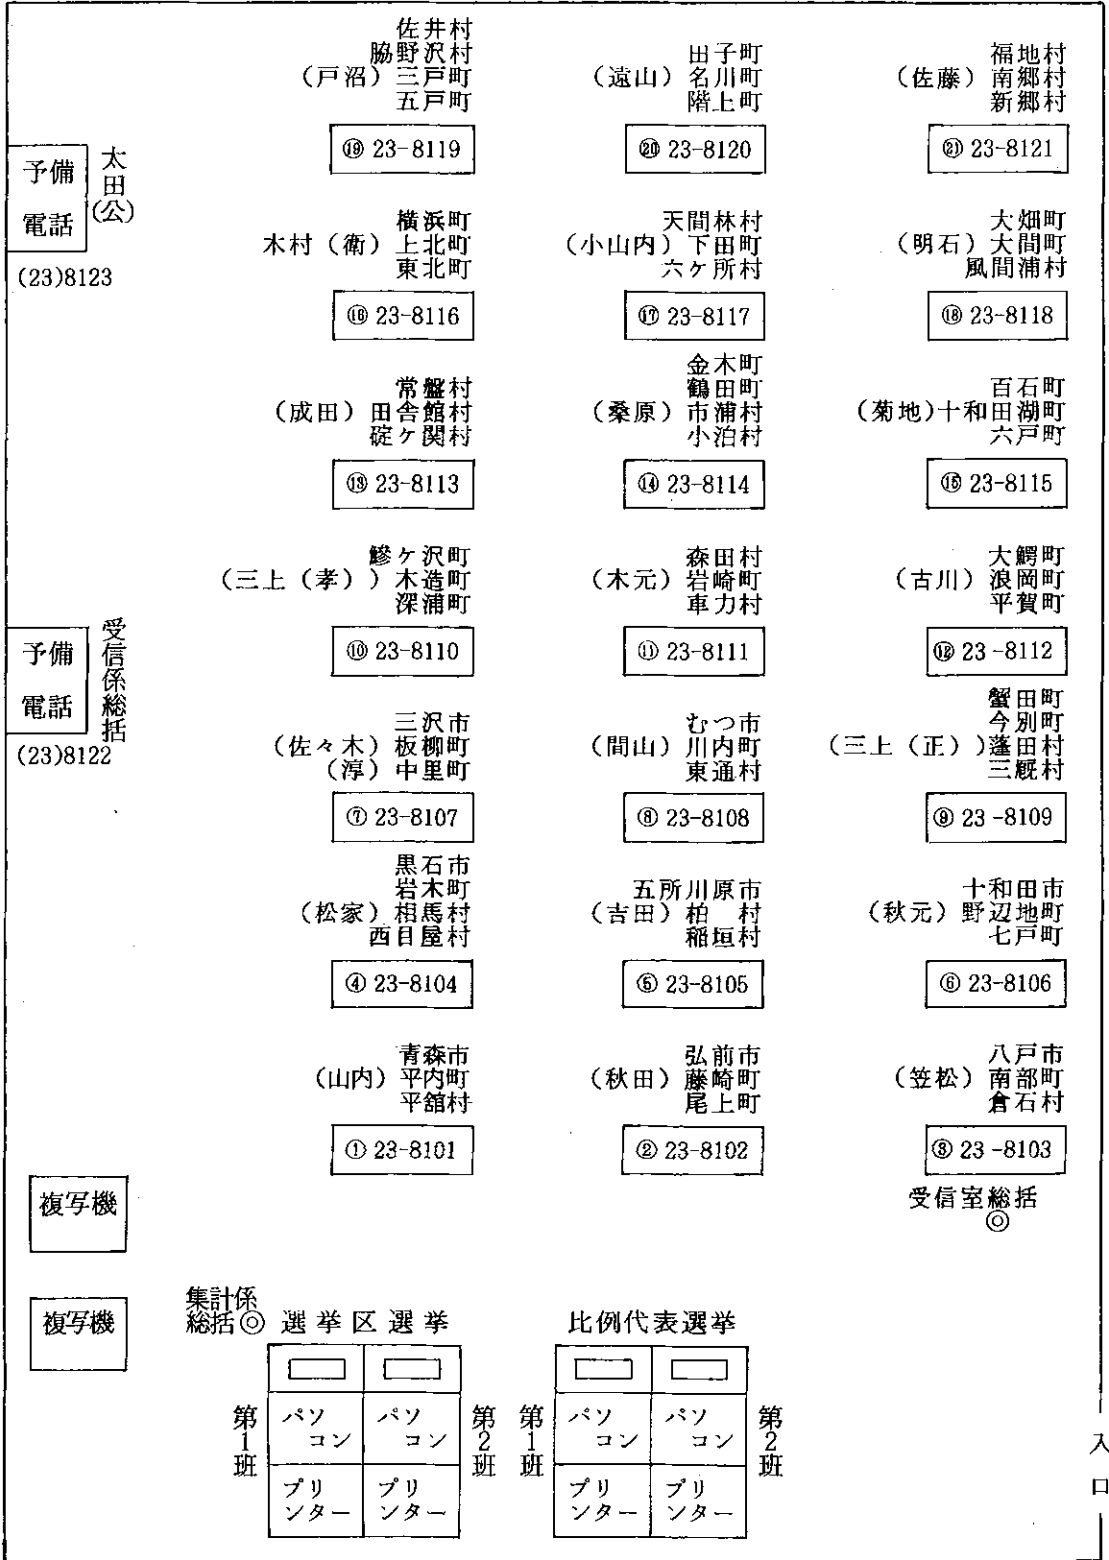 佐井村
脇野沢村
（戸沼）三戸町
五戸町
⑲ 23-8119
田子町
（遠山）名川町
階上町
⑳ 23-8120
福地村
（佐藤）南郷村
新郷村
㉑ 23-8121
予備
電話
太田(公)
(23)8123
横浜町
木村（衛）上北町
東北町
⑯ 23-8116
天間林村
（小山内）下田町
六ケ所村
⑰ 23-8117
大畑町
（明石）大間町
風間浦村
⑱ 23-8118
常盤村
（成田）田舎館村
碇ケ関村
⑬ 23-8113
金木町
鶴田町
（桑原）市浦村
小泊村
⑭ 23-8114
百石町
（菊地)十和田湖町
六戸町
⑮ 23-8115
鰺ケ沢町
（三上（孝））木造町
深浦町
⑩ 23-8110
森田村
（木元）岩崎町
車力村
⑪ 23-8111
大鰐町
（古川）浪岡町
平賀町
⑫ 23-8112
予備
電話
受信係総括
(23)8122
三沢市
（佐々木）板柳町
（淳）中里町
⑦ 23-8107
むつ市
（間山）川内町
東通村
⑧ 23-8108
蟹田町
今別町
（三上（正））蓬田村
三厩村
⑨ 23-8109
黒石市
岩木町
（松家）相馬村
西目屋村
④ 23-8104
五所川原市
（吉田）柏　村
稲垣村
⑤ 23-8105
十和田市
（秋元）野辺地町
七戸町
⑥ 23-8106
青森市
（山内）平内町
平舘村
① 23-8101
弘前市
（秋田）藤崎町
尾上町
② 23-8102
八戸市
（笠松）南部町
倉石村
③ 23-8103
受信室総括
◎
複写機
複写機
集計係
総括◎
選挙区選挙
第1班
パソコン
プリンター
パソコン
プリンター
第2班
比例代表選挙
第1班
パソコン
プリンター
パソコン
プリンター
第2班
入口